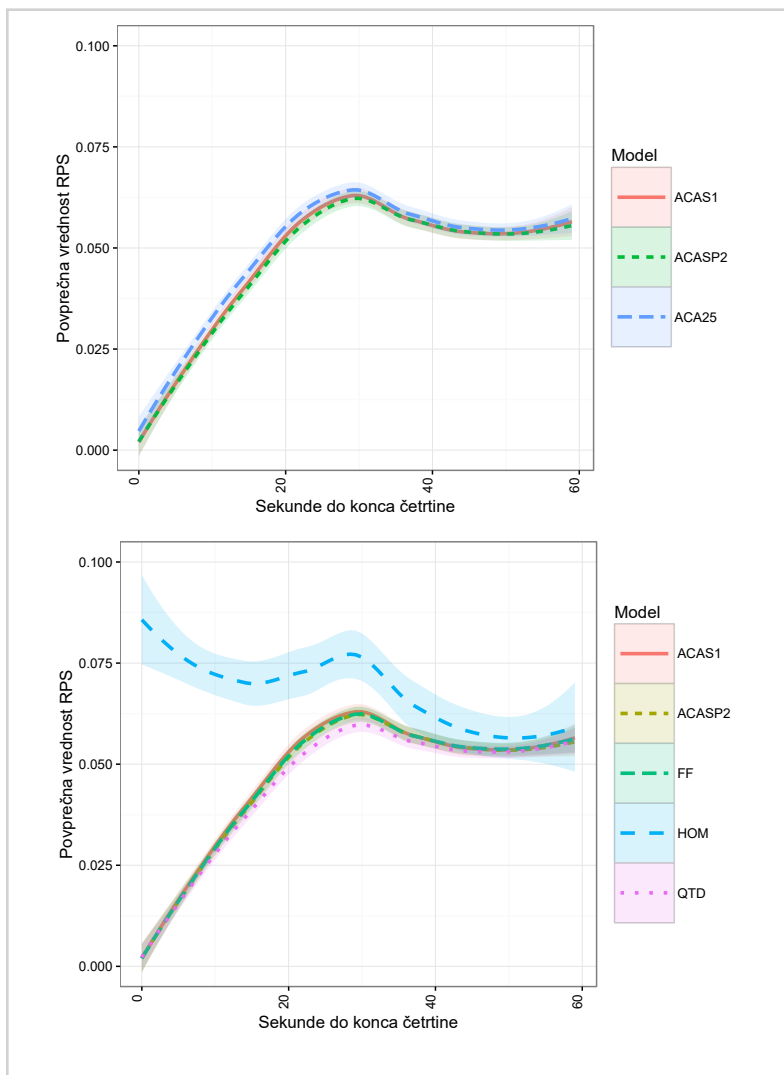 0.100
0.075
0.050
0.025
0.000
Povprečna vrednost RPS
0
20
40
60
Sekunde do konca četrtine
Model
ACAS1
ACASP2
ACA25
0.100
0.075
0.050
0.025
0.000
Povprečna vrednost RPS
0
20
40
60
Sekunde do konca četrtine
Model
ACAS1
ACASP2
FF
HOM
QTD